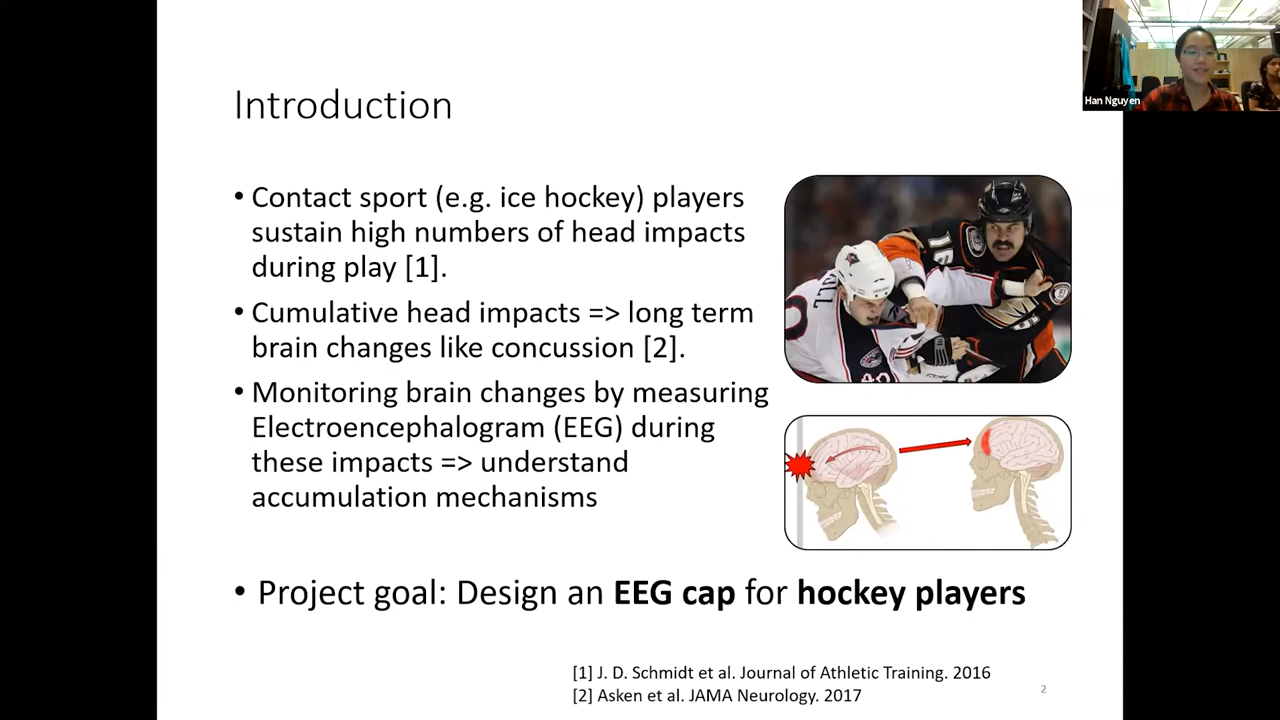 Introduction
• Contact sport (e.g. ice hockey) players
sustain high numbers of head impacts
during play [1].
• Cumulative head impacts => long term
brain changes like concussion [2].
• Monitoring brain changes by measuring
Electroencephalogram (EEG) during
these impacts => understand
accumulation mechanisms
• Project goal: Design an EEG cap for hockey players
[1] J. D. Schmidt et al. Journal of Athletic Training. 2016
[2] Asken et al. JAMA Neurology. 2017
2
Han Nguyen
16